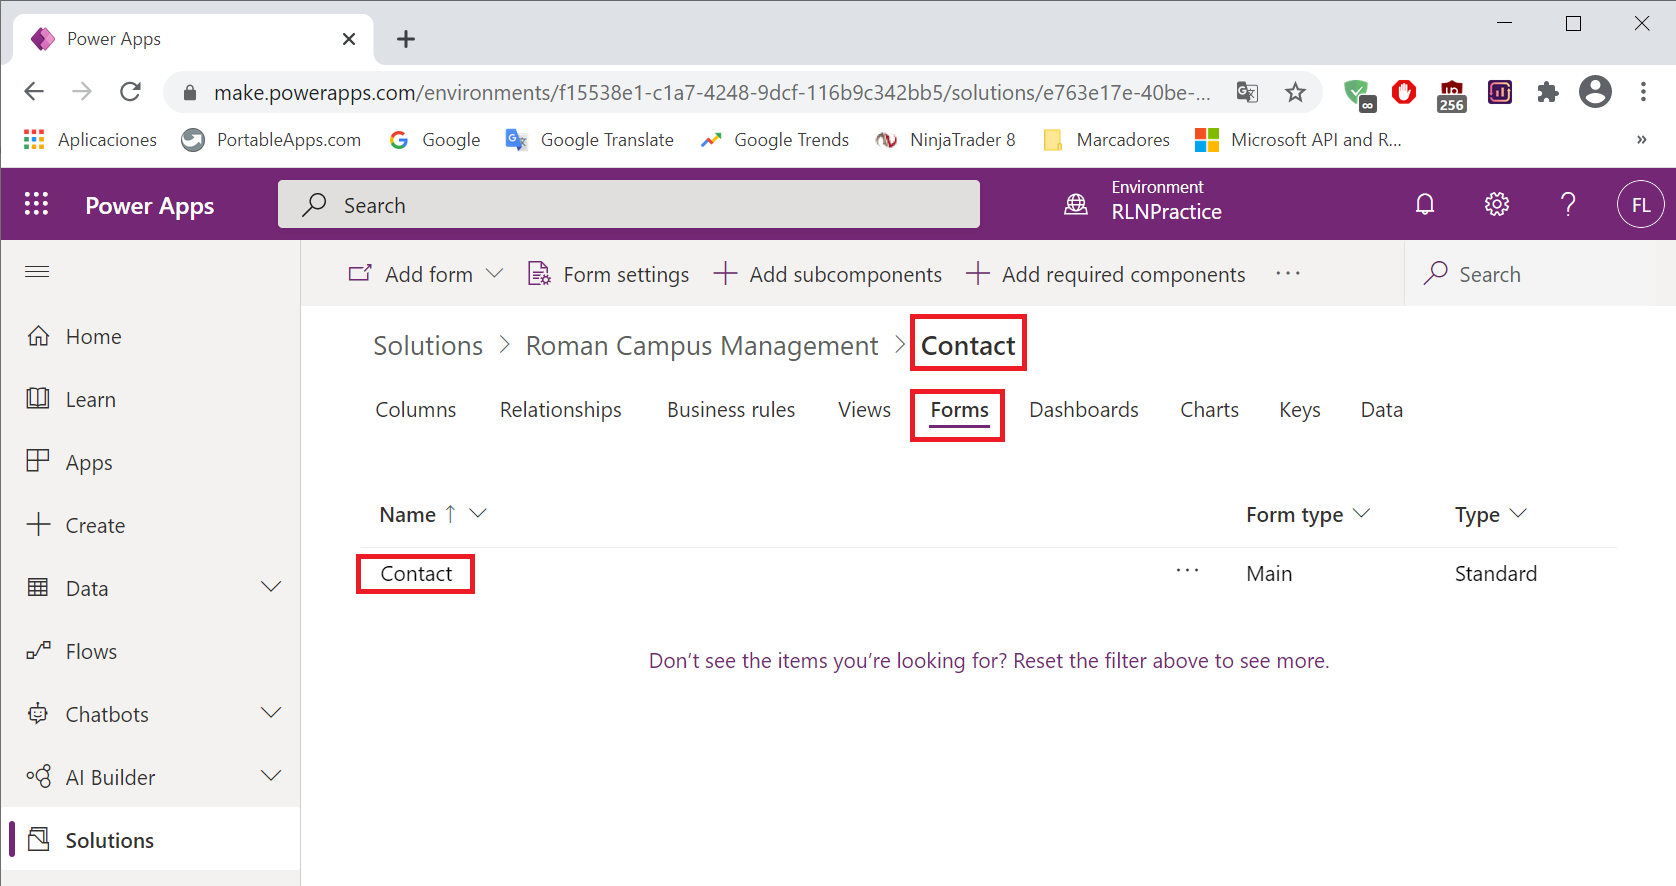 Power Apps
make.powerapps.com/environments/f15538e1-c1a7-4248-9dcf-116b9c342bb5/solutions/e763e17e-40be-...
∞
256
Aplicaciones PortableApps.com Google Google Translate Google Trends NinjaTrader 8 Marcadores Microsoft API and R... »
Power Apps Search Environment
RLNPractice ? FL
Add form Form settings Add subcomponents Add required components ··· Search
Solutions > Roman Campus Management > Contact
Columns Relationships Business rules Views Forms Dashboards Charts Keys Data
Name ↑ Form type Type
Contact ··· Main Standard
Don’t see the items you’re looking for? Reset the filter above to see more.
Home
Learn
Apps
Create
Data
Flows
Chatbots
AI Builder
Solutions